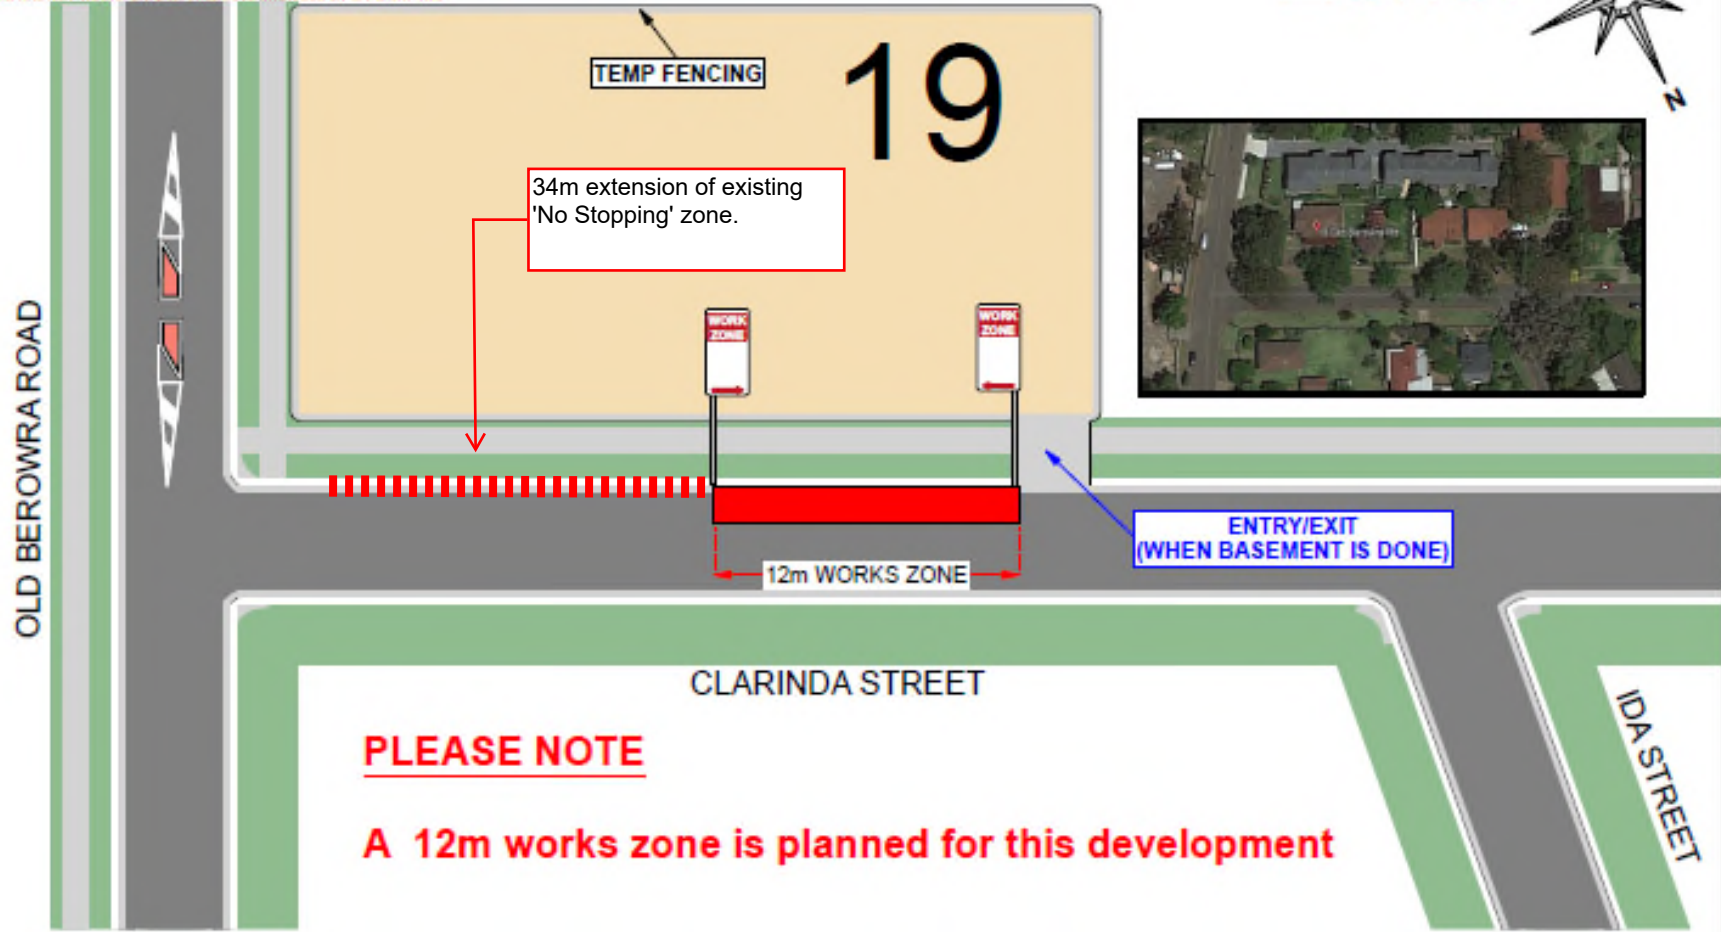 TEMP FENCING
19
N
34m extension of existing
'No Stopping' zone.
WORK
ZONE
WORK
ZONE
OLD BEROWRA ROAD
ENTRY/EXIT
(WHEN BASEMENT IS DONE)
12m WORKS ZONE
CLARINDA STREET
IDA STREET
PLEASE NOTE
A 12m works zone is planned for this development